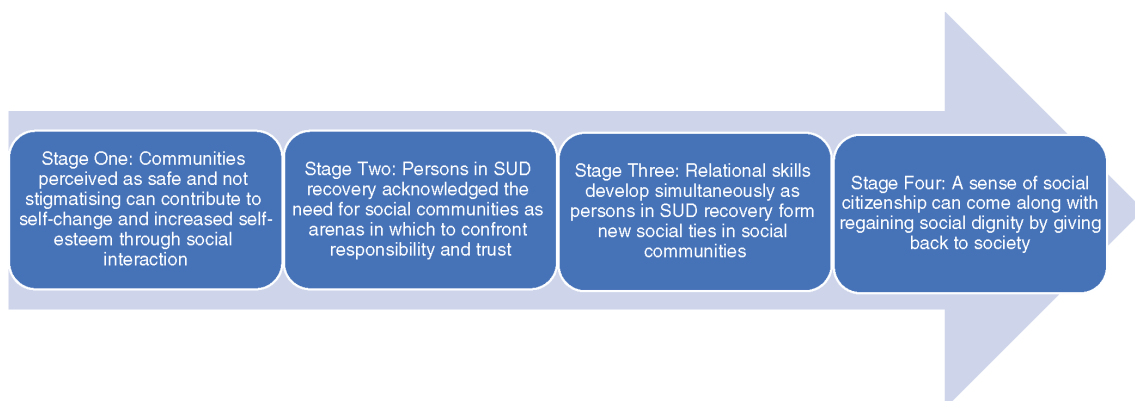 Stage One: Communities
perceived as safe and not
stigmatising can contribute to
self-change and increased self-
esteem through social
interaction
Stage Two: Persons in SUD
recovery acknowledged the
need for social communities as
arenas in which to confront
responsibility and trust
Stage Three: Relational skills
develop simultaneously as
persons in SUD recovery form
new social ties in social
communities
Stage Four: A sense of social
citizenship can come along with
regaining social dignity by giving
back to society